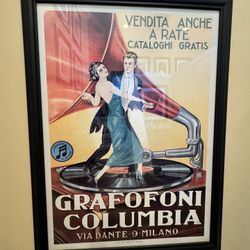 VENDITA ANCHE
A RATE
CATALOGHI GRATIS
GRAFOFONI
COLUMBIA
VIA DANTE·9 MILANO